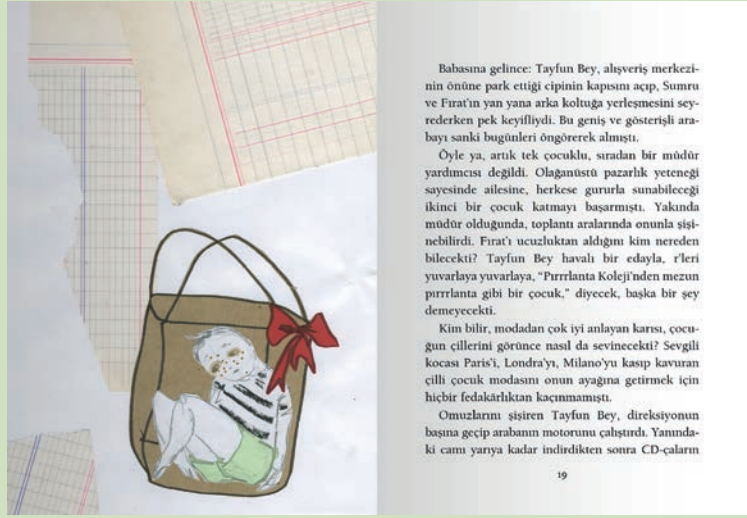 Babasına gelince: Tayfun Bey, alışveriş merkezi-
nin önüne park ettiği cipinin kapısını açıp, Sumru
ve Fırat'ın yan yana arka koltuğa yerleşmesini sey-
rederken pek keyifliydi. Bu geniş ve gösterişli ara-
bayı sanki bugünleri öngörerek almıştı.
Öyle ya, artık tek çocuklu, sıradan bir müdür
yardımcısı değildi. Olağanüstü pazarlık yeteneği
sayesinde ailesine, herkese gururla sunabileceği
ikinci bir çocuk katmayı başarmıştı. Yakında
müdür olduğunda, toplantı aralarında onunla şişi-
nebilirdi. Fırat'ı ucuzluktan aldığını kim nereden
bilecekti? Tayfun Bey havalı bir edayla, r'leri
yuvarlaya yuvarlaya, “Pırrrlanta Koleji'nden mezun
pırrrlanta gibi bir çocuk,” diyecek, başka bir şey
demeyecekti.
Kim bilir, modadan çok iyi anlayan karısı, çocu-
ğun çillerini görünce nasıl da sevinecekti? Sevgili
kocası Paris'i, Londra'yı, Milano'yu kasıp kavuran
çilli çocuk modasını onun ayağına getirmek için
hiçbir fedakârlıktan kaçınmamıştı.
Omuzlarını şişiren Tayfun Bey, direksiyonun
başına geçip arabanın motorunu çalıştırdı. Yanında-
ki camı yarıya kadar indirdikten sonra CD-çaların
19